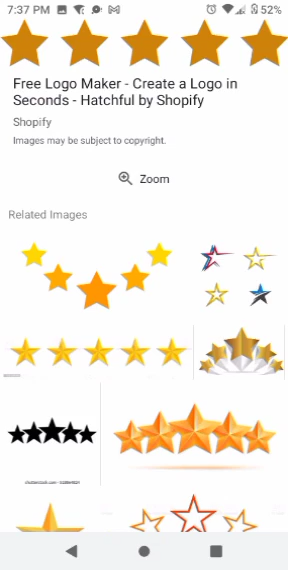 7:37 PM
52%
Free Logo Maker - Create a Logo in
Seconds - Hatchful by Shopify
Shopify
Images may be subject to copyright.
Zoom
Related Images